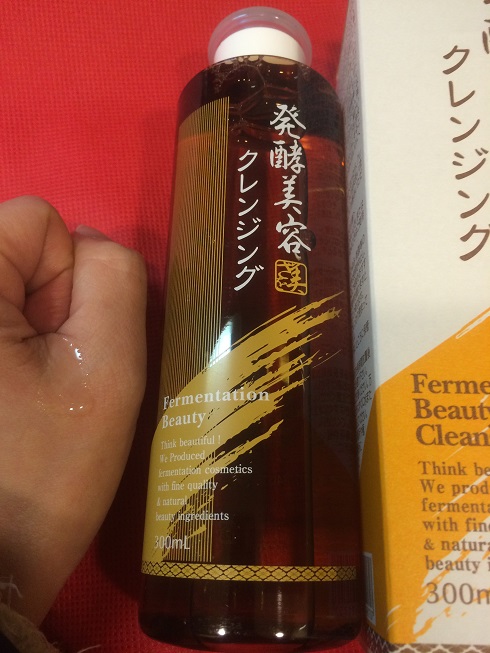 発酵美容
クレンジング
Fermentation
Beauty
Think beautiful !
We Produced
fermentation cosmetics
with fine quality
& natural
beauty ingredients
300mL
クレンジング
Ferme
Beauty
Clean
Think be
We prod
fermenta
with fine
& natura
beauty i
300m